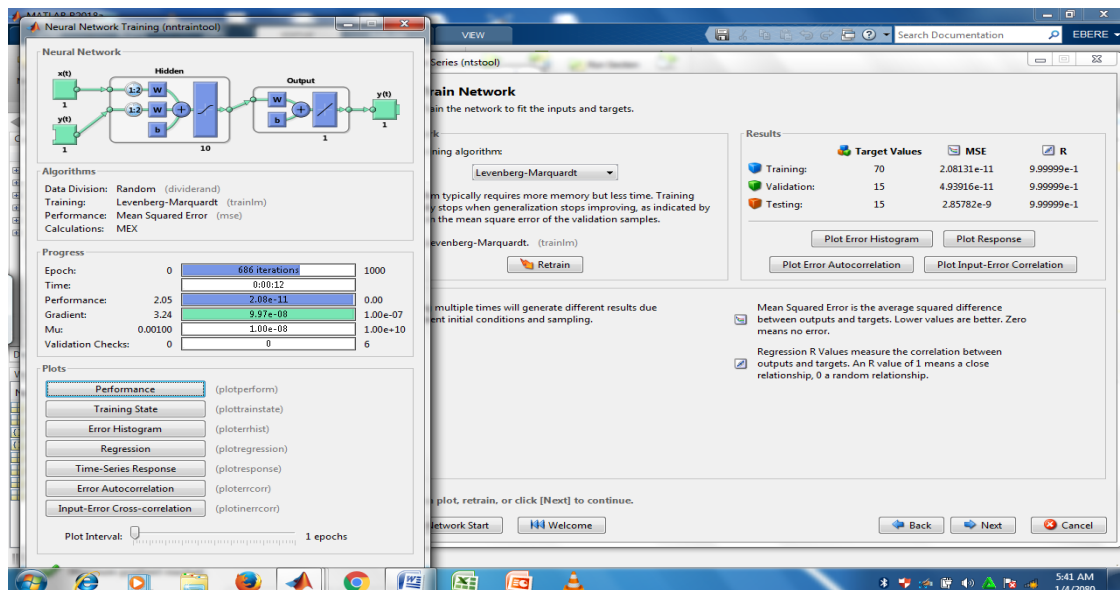 MATLAB R2018a
VIEW
Search Documentation
EBERE
Neural Network Training (nntraintool)
Neural Network
Hidden
Output
x(t)
1
y(t)
1
1:2
W
1:2
W
b
+
10
W
b
+
1
y(t)
1
Algorithms
Data Division: Random (dividerand)
Training: Levenberg-Marquardt (trainlm)
Performance: Mean Squared Error (mse)
Calculations: MEX
Progress
Epoch: 0 686 iterations 1000
Time: 0:00:12
Performance: 2.05 2.08e-11 0.00
Gradient: 3.24 9.97e-08 1.00e-07
Mu: 0.00100 1.00e-08 1.00e+10
Validation Checks: 0 0 6
Plots
Performance (plotperform)
Training State (plottrainstate)
Error Histogram (ploterrhist)
Regression (plotregression)
Time-Series Response (plotresponse)
Error Autocorrelation (ploterrcorr)
Input-Error Cross-correlation (plotinerrcorr)
Plot Interval: 1 epochs
Series (ntstool)
rain Network
in the network to fit the inputs and targets.
k
ning algorithm:
Levenberg-Marquardt
m typically requires more memory but less time. Training
y stops when generalization stops improving, as indicated by
n the mean square error of the validation samples.
evenberg-Marquardt. (trainlm)
Retrain
multiple times will generate different results due
ent initial conditions and sampling.
Results
Target Values MSE R
Training: 70 2.08131e-11 9.99999e-1
Validation: 15 4.93916e-11 9.99999e-1
Testing: 15 2.85782e-9 9.99999e-1
Plot Error Histogram Plot Response
Plot Error Autocorrelation Plot Input-Error Correlation
Mean Squared Error is the average squared difference
between outputs and targets. Lower values are better. Zero
means no error.
Regression R Values measure the correlation between
outputs and targets. An R value of 1 means a close
relationship, 0 a random relationship.
plot, retrain, or click [Next] to continue.
Network Start Welcome Back Next Cancel
5:41 AM
1/4/2080